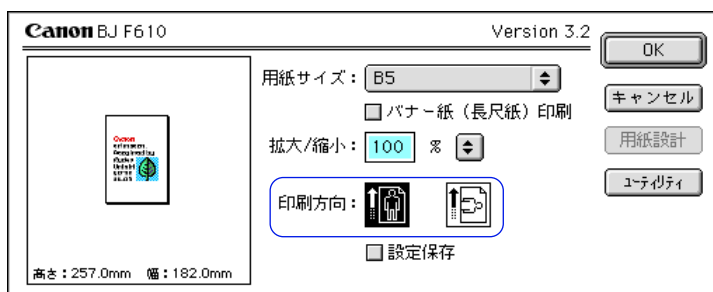 Canon BJ F610
Version 3.2
OK
用紙サイズ： B5
キャンセル
バナー紙（長尺紙）印刷
拡大/縮小： 100 %
用紙設計
印刷方向：
ユーティリティ
設定保存
高さ：257.0mm 幅：182.0mm
Canon